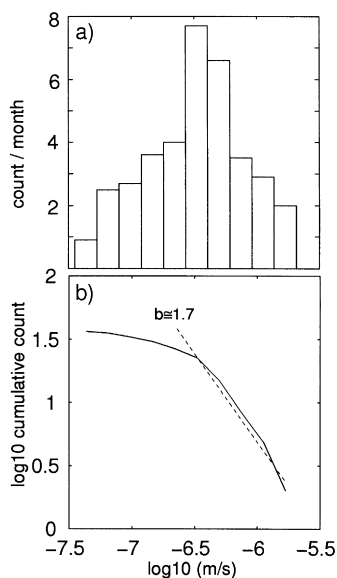 a)
8
6
4
2
count / month
b)
b≅1.7
2
1.5
1
0.5
0
log10 cumulative count
−7.5 −7 −6.5 −6 −5.5
log10 (m/s)